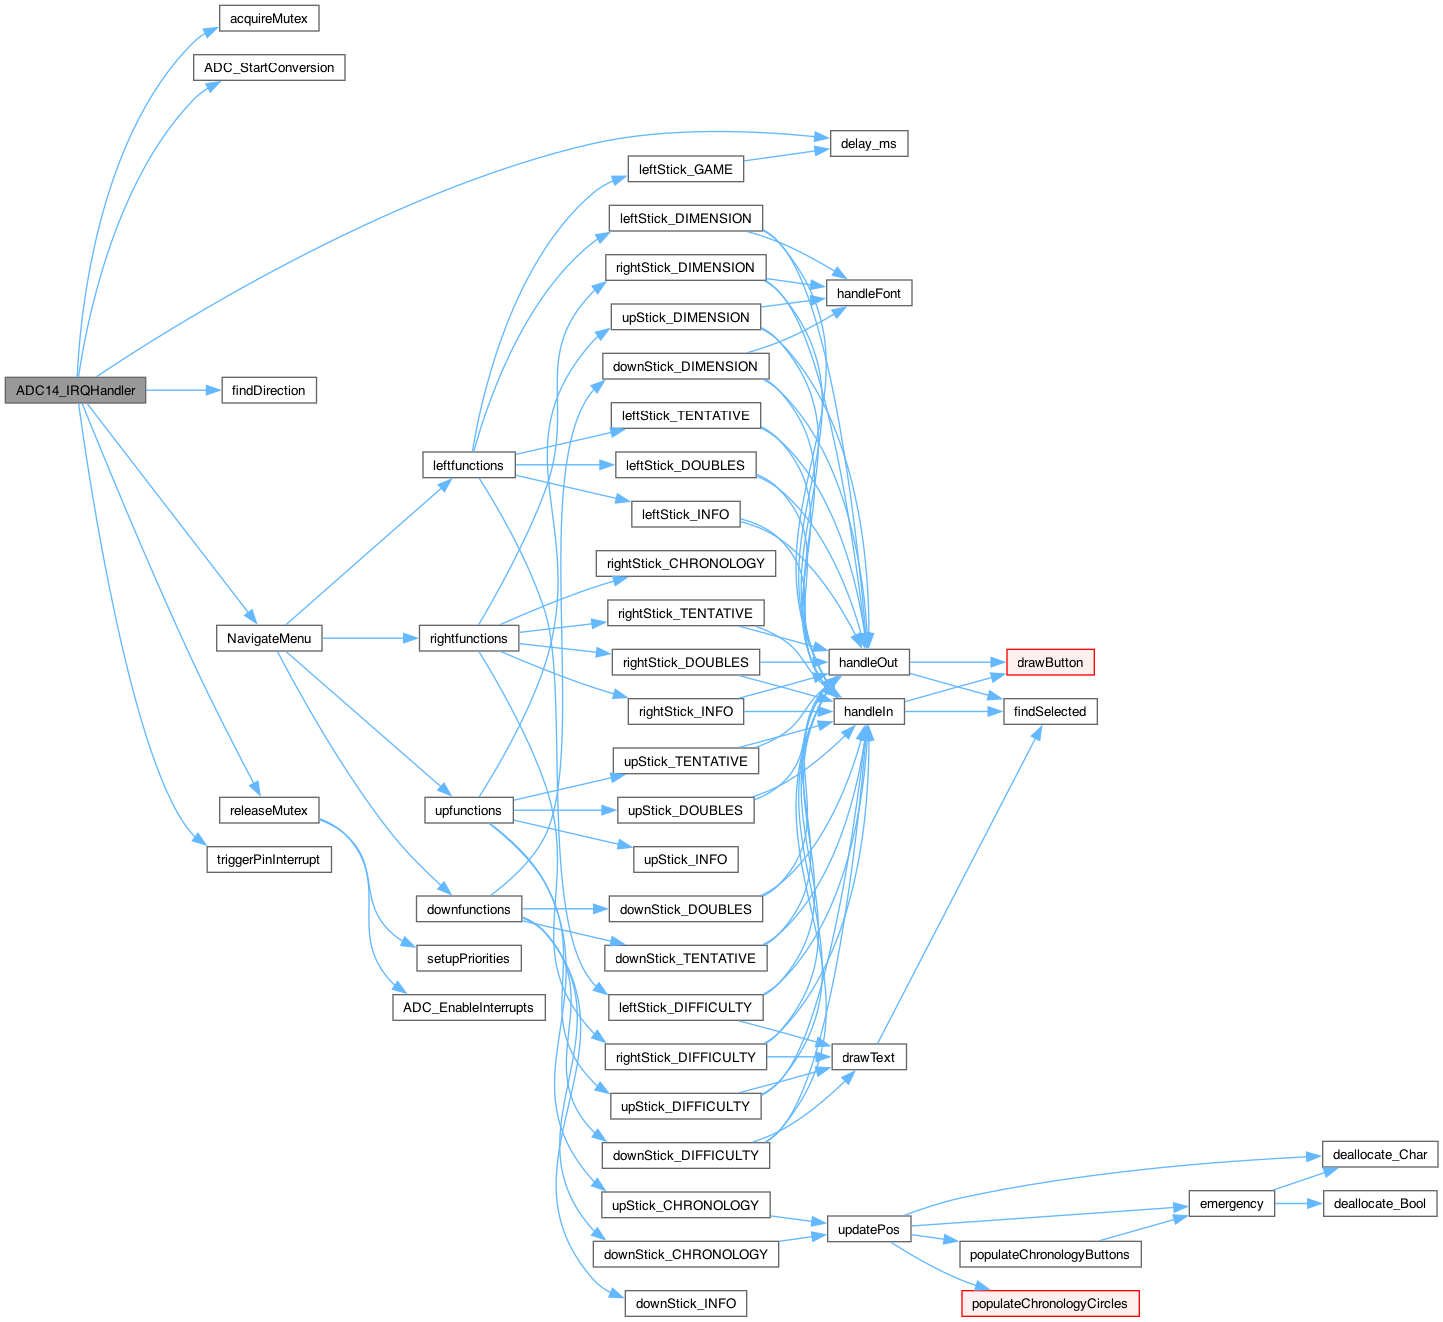 acquireMutex
ADC_StartConversion
delay_ms
leftStick_GAME
leftStick_DIMENSION
rightStick_DIMENSION
handleFont
upStick_DIMENSION
downStick_DIMENSION
ADC14_IRQHandler
findDirection
leftStick_TENTATIVE
leftfunctions
leftStick_DOUBLES
leftStick_INFO
rightStick_CHRONOLOGY
rightStick_TENTATIVE
NavigateMenu
rightfunctions
rightStick_DOUBLES
handleOut
drawButton
rightStick_INFO
handleIn
findSelected
upStick_TENTATIVE
releaseMutex
upfunctions
upStick_DOUBLES
triggerPinInterrupt
upStick_INFO
downfunctions
downStick_DOUBLES
setupPriorities
downStick_TENTATIVE
ADC_EnableInterrupts
leftStick_DIFFICULTY
rightStick_DIFFICULTY
drawText
upStick_DIFFICULTY
downStick_DIFFICULTY
deallocate_Char
upStick_CHRONOLOGY
emergency
deallocate_Bool
updatePos
downStick_CHRONOLOGY
populateChronologyButtons
downStick_INFO
populateChronologyCircles